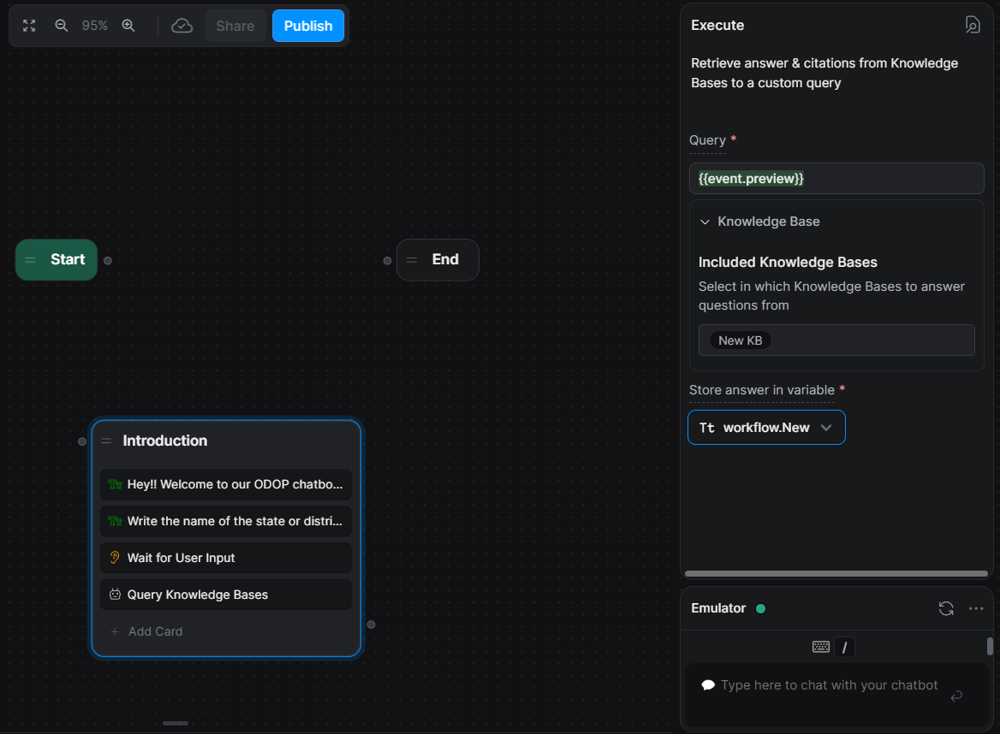 95%
Share
Publish
Start
End
Introduction
Hey!! Welcome to our ODOP chatbo...
Write the name of the state or distri...
Wait for User Input
Query Knowledge Bases
+ Add Card
Execute
Retrieve answer & citations from Knowledge
Bases to a custom query
Query *
{{event.preview}}
Knowledge Base
Included Knowledge Bases
Select in which Knowledge Bases to answer
questions from
New KB
Store answer in variable *
Tt workflow.New
Emulator
/
Type here to chat with your chatbot